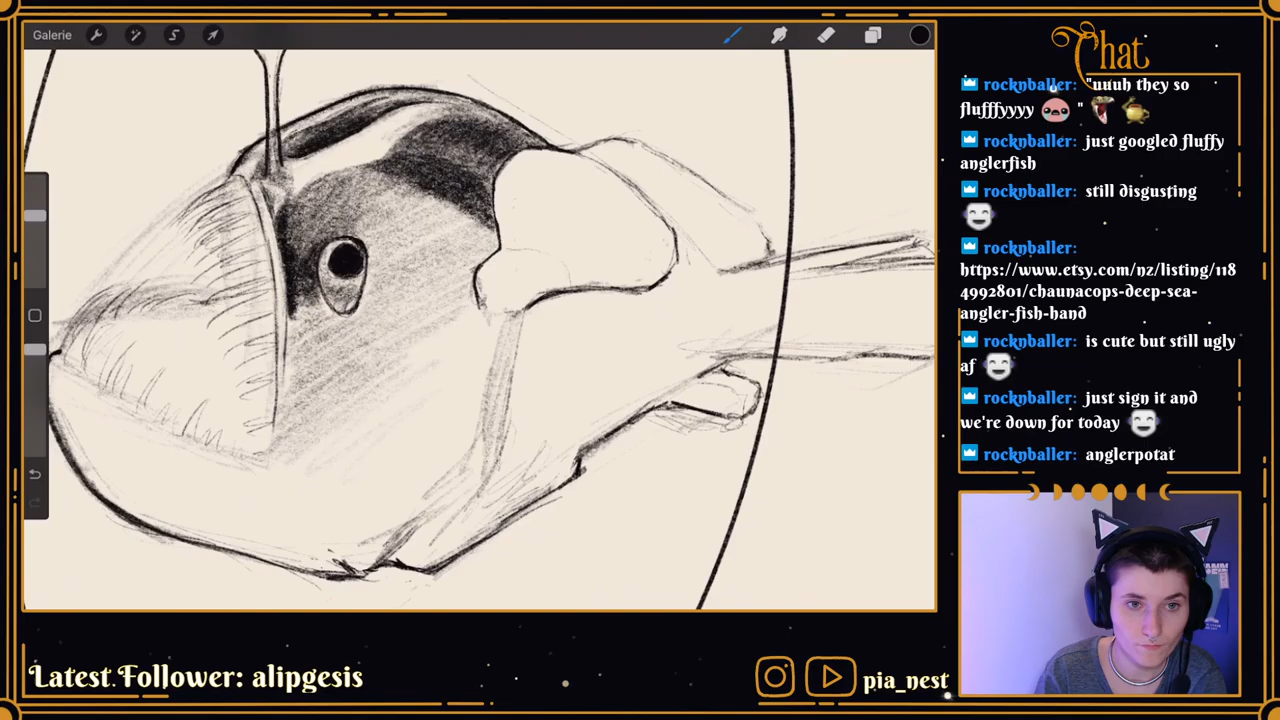 Galerie
Chat
rocknballer: "uuuh they so
flufffyyyy "
rocknballer: just googled fluffy
anglerfish
rocknballer: still disgusting
rocknballer:
https://www.etsy.com/nz/listing/118
4992801/chaunacops-deep-sea-
angler-fish-hand
rocknballer: is cute but still ugly
af
rocknballer: just sign it and
we're down for today
rocknballer: anglerpotat
Latest Follower: alipgesis
pia_nest